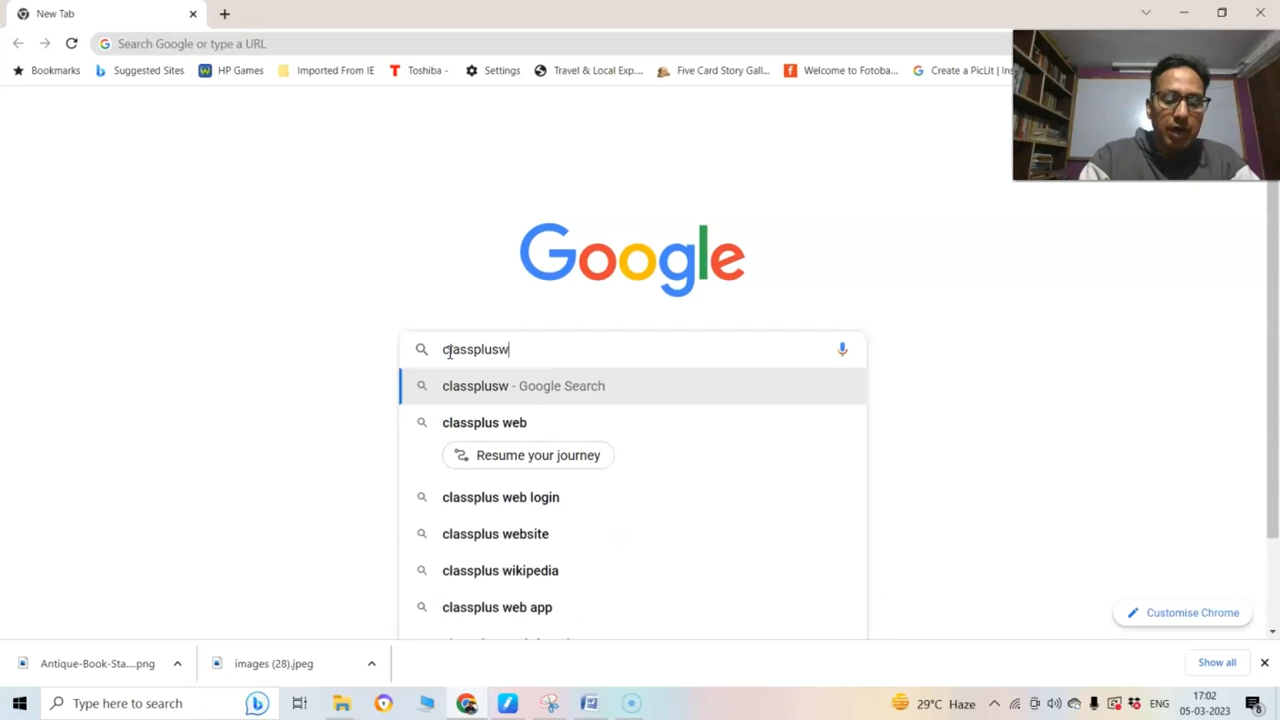 New Tab
Search Google or type a URL
Bookmarks Suggested Sites HP Games Imported From IE Toshiba - Settings Travel & Local Exp.... Five Card Story Gall... Welcome to Fotoba... Create a PicLit | Ins
Google
classplusw
classplusw - Google Search
classplus web
Resume your journey
classplus web login
classplus website
classplus wikipedia
classplus web app
Customise Chrome
Antique-Book-Sta....png images (28).jpeg Show all
Type here to search 29°C Haze ENG 17:02
05-03-2023 8